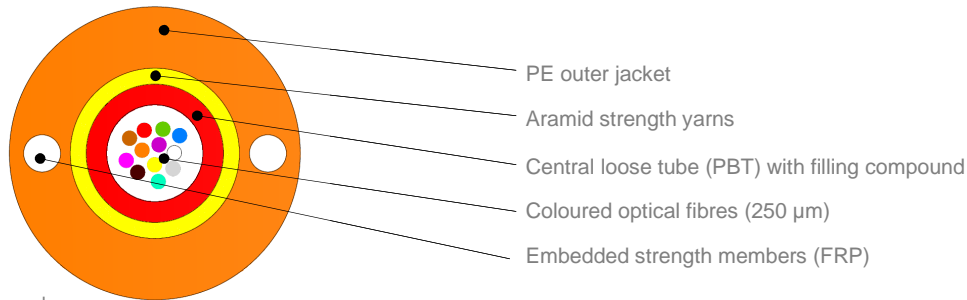 PE outer jacket
Aramid strength yarns
Central loose tube (PBT) with filling compound
Coloured optical fibres (250 µm)
Embedded strength members (FRP)